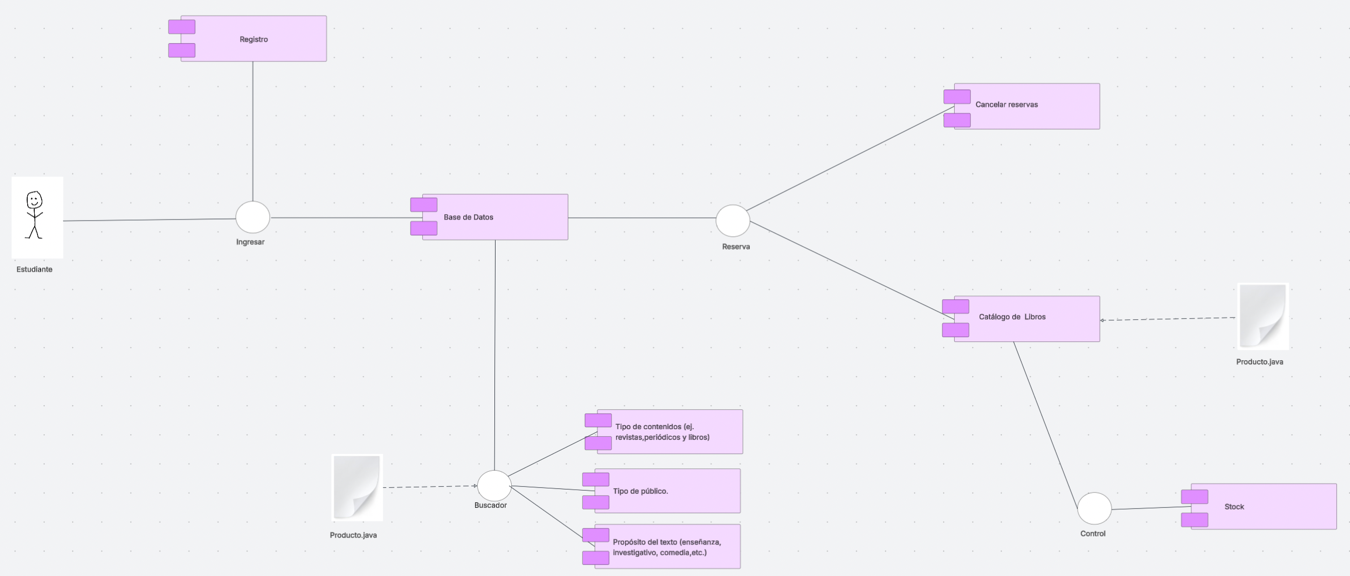 Registro
Cancelar reservas
Estudiante
Ingresar
Base de Datos
Reserva
Catálogo de Libros
Producto.java
Tipo de contenidos (ej.
revistas,periódicos y libros)
Tipo de público.
Buscador
Producto.java
Propósito del texto (enseñanza,
investigativo, comedia,etc.)
Stock
Control